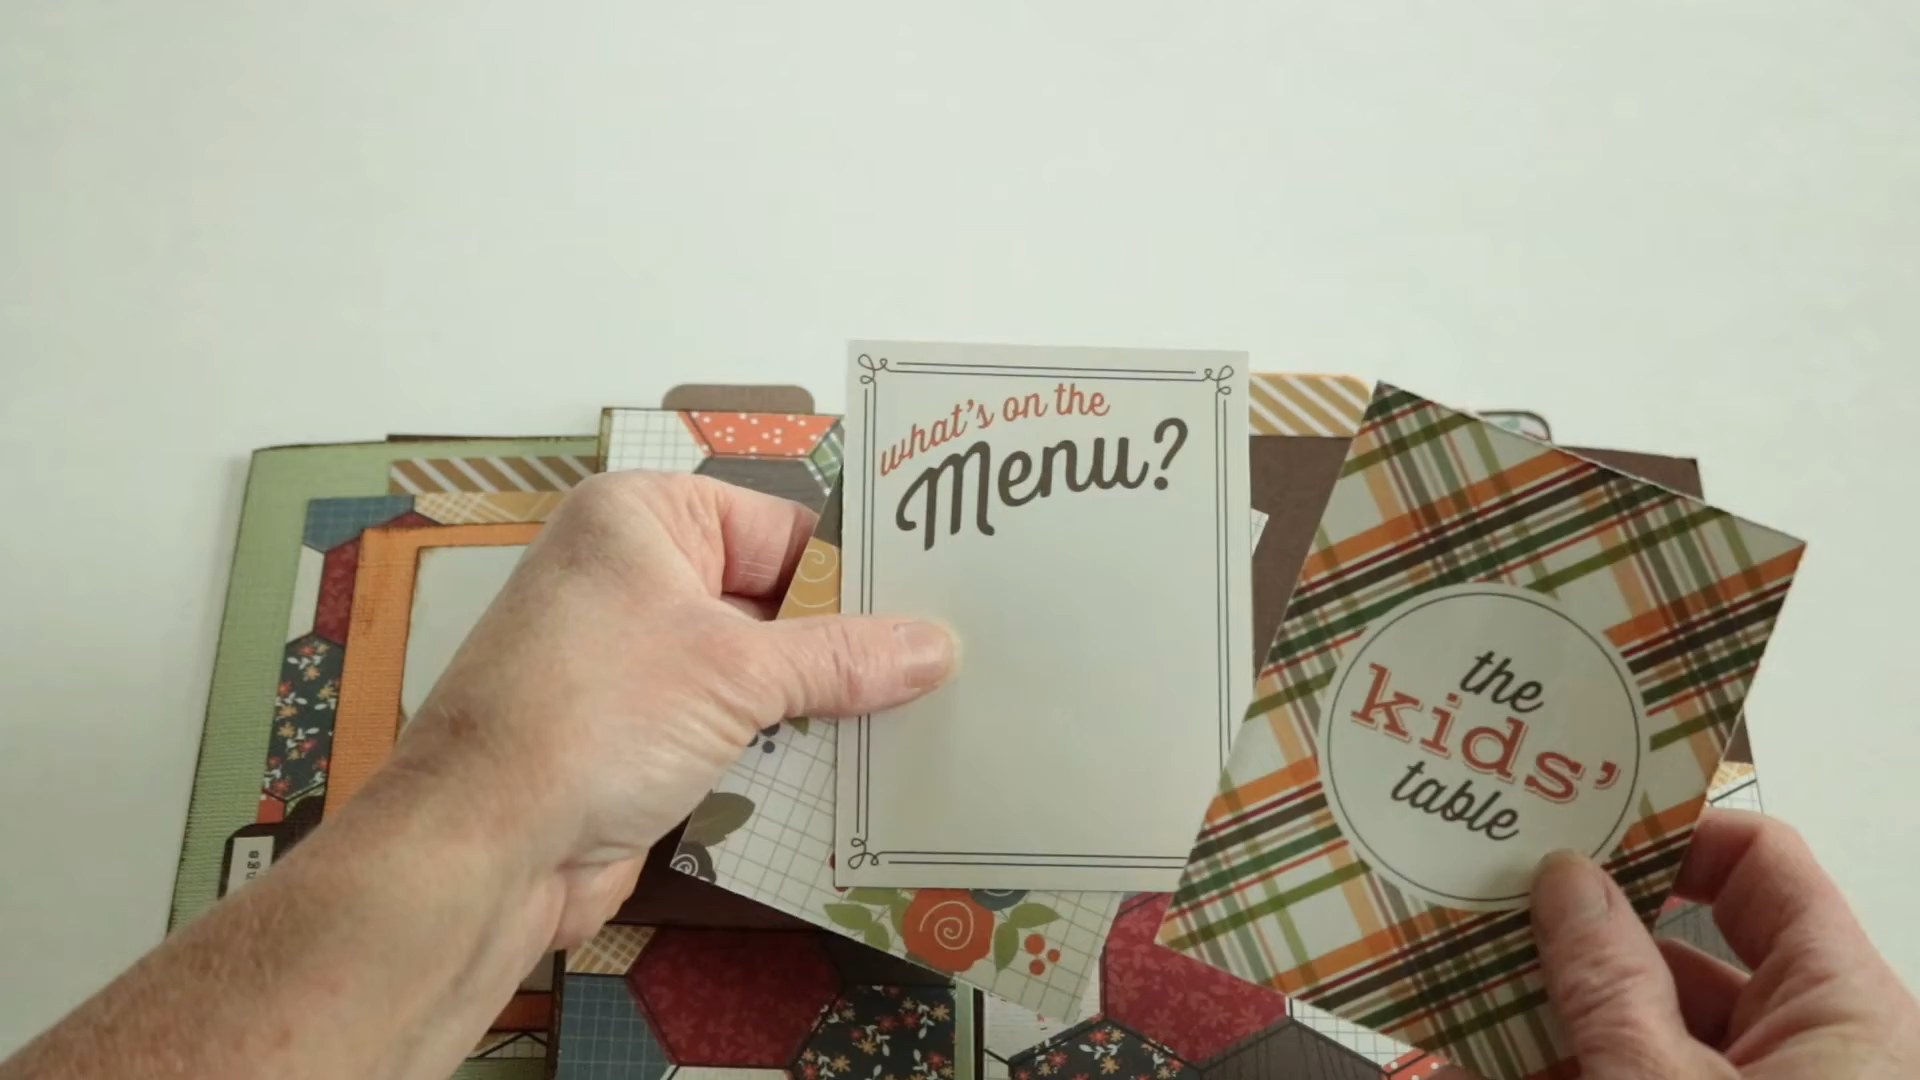 what's on the
Menu?
the
kids'
table